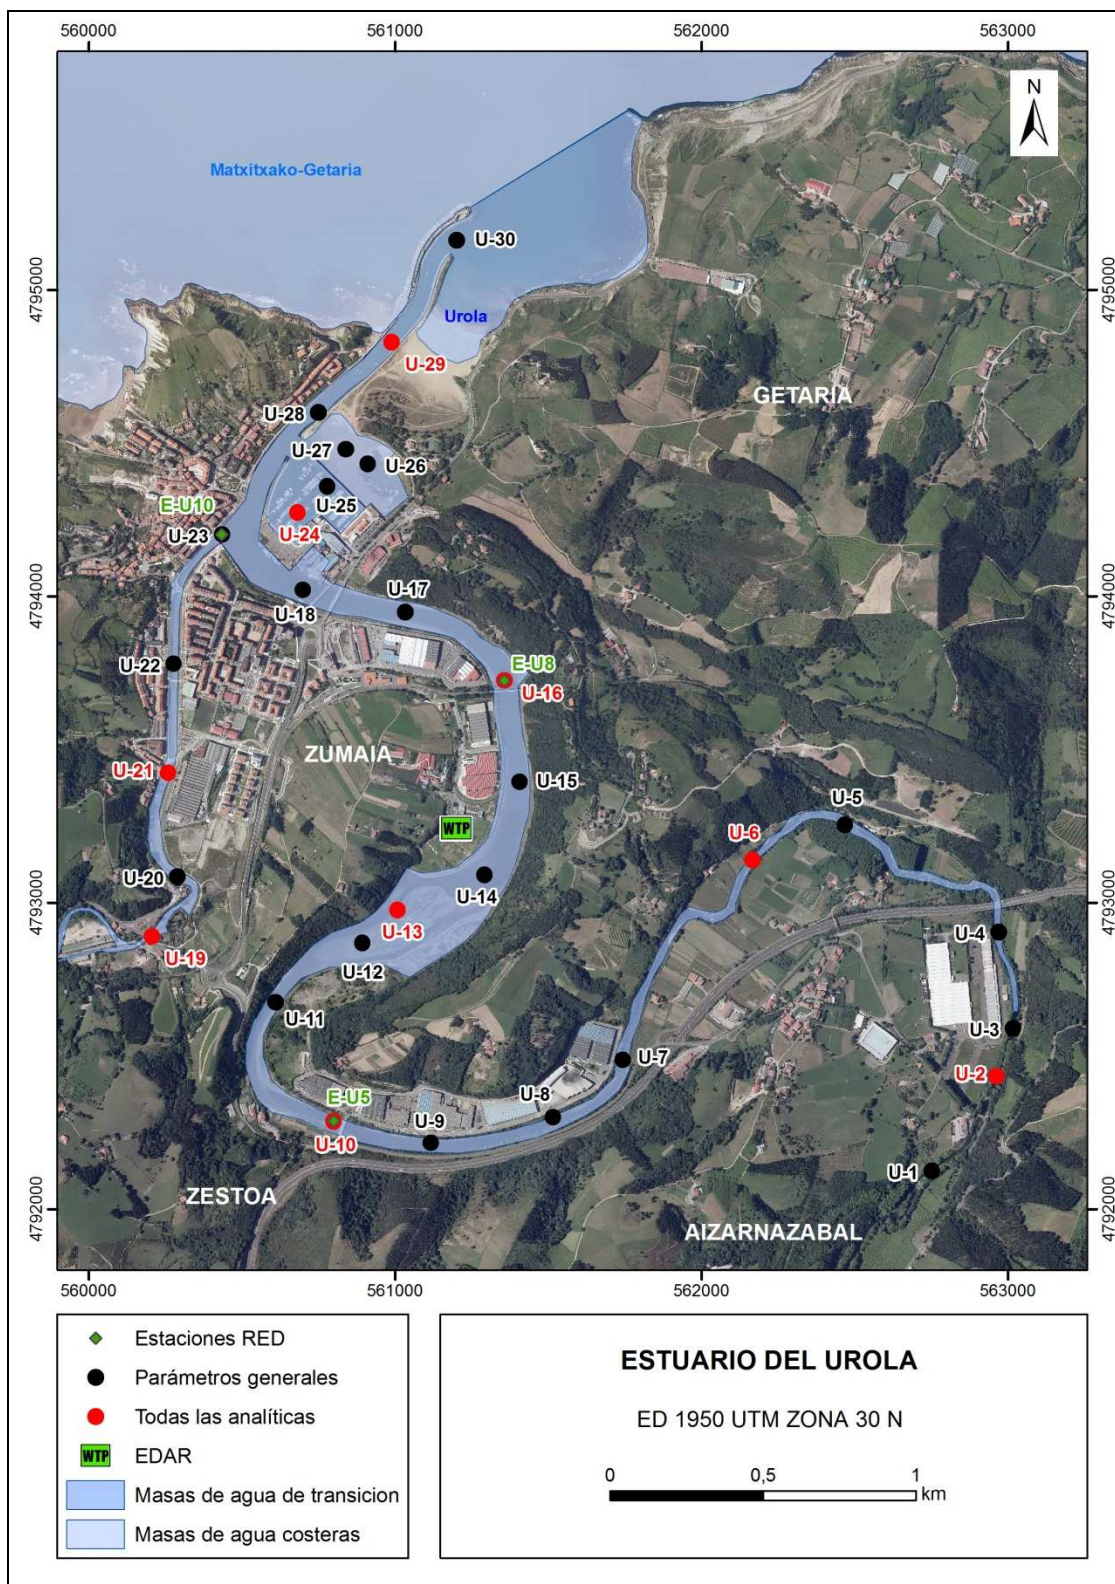 560000 561000 562000 563000
N
Matxitxako-Getaria
U-30
4795000 4795000
Urola
U-29
GETARIA
U-28
U-27
U-26
E-U10
U-25
U-23
U-24
4794000 4794000
U-17
U-18
E-U8
U-22
U-16
ZUMAIA
U-21
U-15
U-5
WTP
U-6
U-20
U-14
4793000 4793000
U-13
U-4
U-19
U-12
U-11
U-3
U-7
U-2
E-U5
U-8
U-9
U-10
U-1
ZESTOA
4792000 4792000
AIZARNAZABAL
560000 561000 562000 563000
Estaciones RED
Parámetros generales
Todas las analíticas
WTP EDAR
Masas de agua de transicion
Masas de agua costeras
ESTUARIO DEL UROLA
ED 1950 UTM ZONA 30 N
0 0,5 1
km